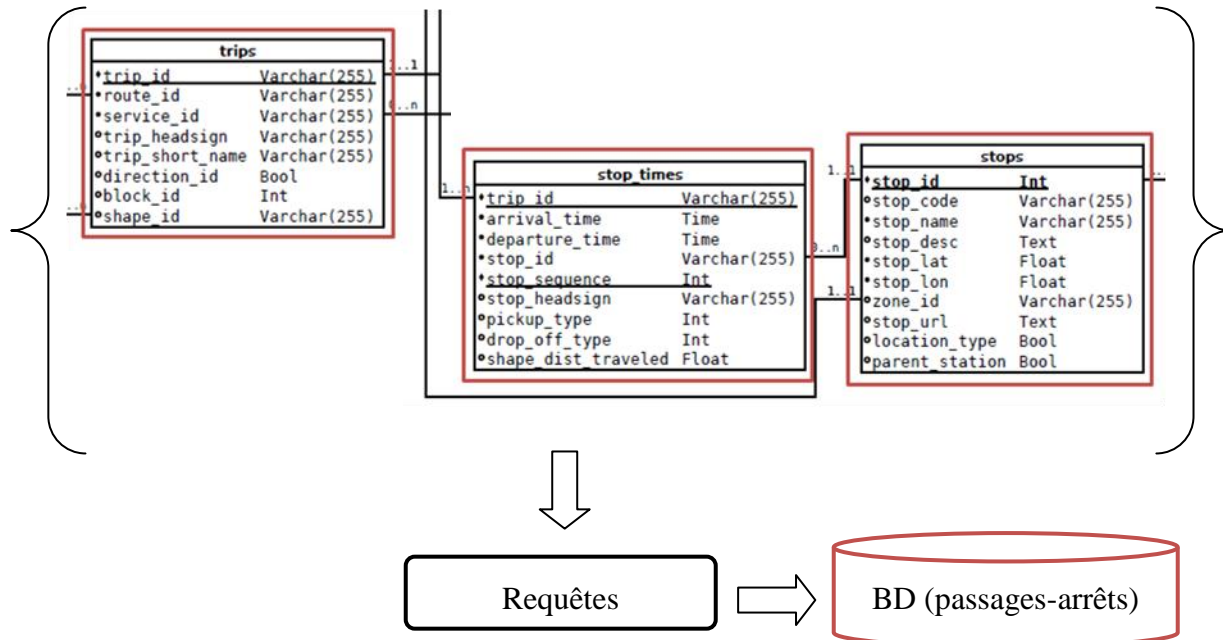 trips
trip_id Varchar(255)
route_id Varchar(255)
service_id Varchar(255)
trip_headsign Varchar(255)
trip_short_name Varchar(255)
direction_id Bool
block_id Int
shape_id Varchar(255)
1..1
0..n
stop_times
1..n
trip_id Varchar(255)
arrival_time Time
departure_time Time
stop_id Varchar(255)
stop_sequence Int
stop_headsign Varchar(255)
pickup_type Int
drop_off_type Int
shape_dist_traveled Float
0..n
stops
1..1
stop_id Int
stop_code Varchar(255)
stop_name Varchar(255)
stop_desc Text
stop_lat Float
stop_lon Float
zone_id Varchar(255)
stop_url Text
location_type Bool
parent_station Bool
1..1
Requêtes
BD (passages-arrêts)